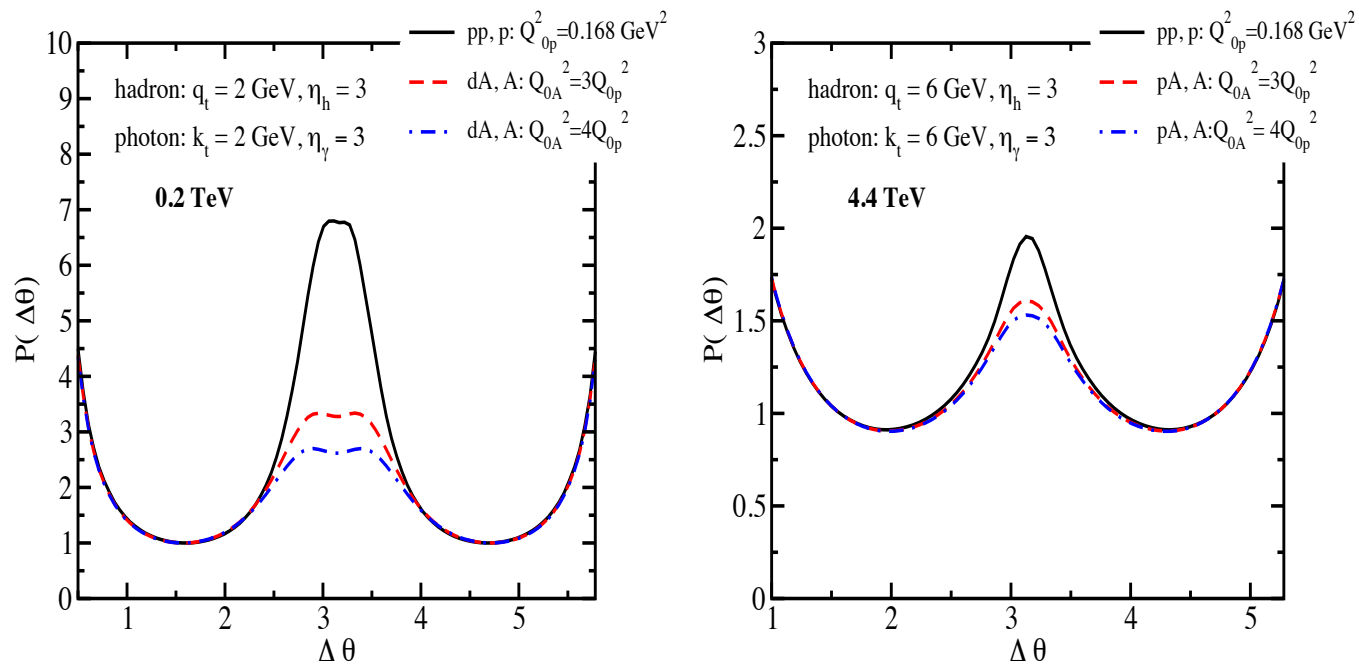 pp, p: Q²₀ₚ=0.168 GeV²
dA, A: Q₀A²=3Q₀ₚ²
dA, A: Q₀A²=4Q₀ₚ²
hadron: qₜ = 2 GeV, ηₕ = 3
photon: kₜ = 2 GeV, ηᵧ = 3
0.2 TeV
10
9
8
7
6
5
4
3
2
1
0
P( Δθ)
1 2 3 4 5
Δ θ
pp, p: Q²₀ₚ=0.168 GeV²
pA, A: Q₀A²=3Q₀ₚ²
pA, A:Q₀A²= 4Q₀ₚ²
hadron: qₜ = 6 GeV, ηₕ = 3
photon: kₜ = 6 GeV, ηᵧ = 3
4.4 TeV
3
2.5
2
1.5
1
0.5
0
P( Δθ)
1 2 3 4 5
Δ θ